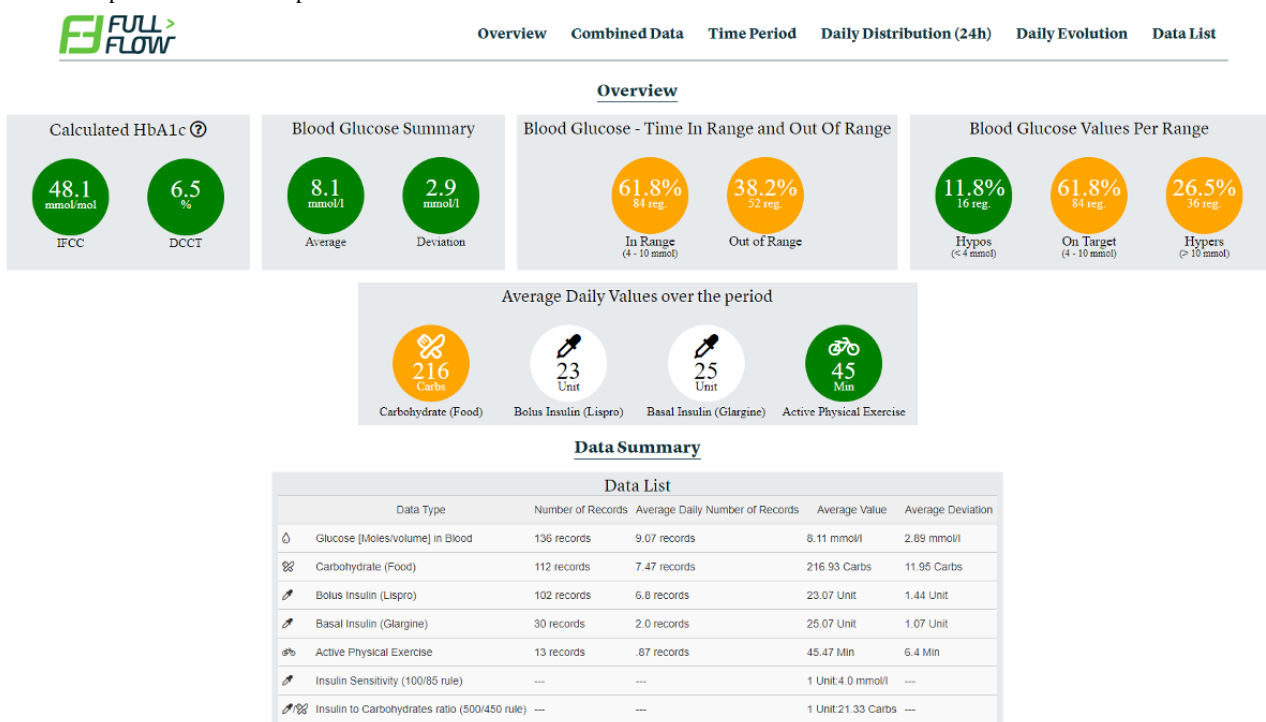 FULL >
FLOW
Overview Combined Data Time Period Daily Distribution (24h) Daily Evolution Data List
Overview
Calculated HbA1c ?
48.1
mmol/mol
IFCC
6.5
%
DCCT
Blood Glucose Summary
8.1
mmol/l
Average
2.9
mmol/l
Deviation
Blood Glucose - Time In Range and Out Of Range
61.8%
84 reg.
In Range
(4 - 10 mmol)
38.2%
52 reg.
Out of Range
Blood Glucose Values Per Range
11.8%
16 reg.
Hypos
(< 4 mmol)
61.8%
84 reg.
On Target
(4 - 10 mmol)
26.5%
36 reg.
Hypers
(> 10 mmol)
Average Daily Values over the period
216
Carbs
Carbohydrate (Food)
23
Unit
Bolus Insulin (Lispro)
25
Unit
Basal Insulin (Glargine)
45
Min
Active Physical Exercise
Data Summary
Data List
Data Type Number of Records Average Daily Number of Records Average Value Average Deviation
Glucose [Moles/volume] in Blood 136 records 9.07 records 8.11 mmol/l 2.89 mmol/l
Carbohydrate (Food) 112 records 7.47 records 216.93 Carbs 11.95 Carbs
Bolus Insulin (Lispro) 102 records 6.8 records 23.07 Unit 1.44 Unit
Basal Insulin (Glargine) 30 records 2.0 records 25.07 Unit 1.07 Unit
Active Physical Exercise 13 records .87 records 45.47 Min 6.4 Min
Insulin Sensitivity (100/85 rule) --- --- 1 Unit:4.0 mmol/l ---
Insulin to Carbohydrates ratio (500/450 rule) --- --- 1 Unit:21.33 Carbs ---